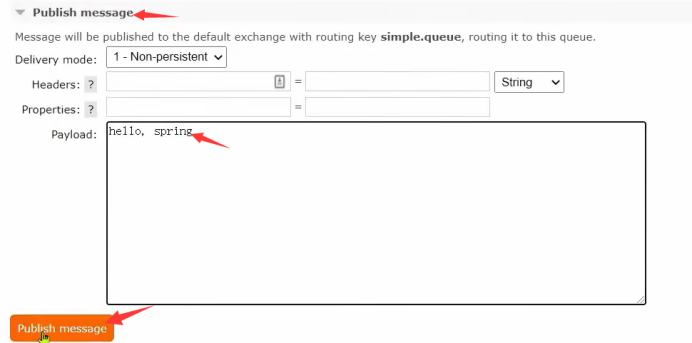 Publish message
Message will be published to the default exchange with routing key simple.queue, routing it to this queue.
Delivery mode: 1 - Non-persistent
Headers: ? = String
Properties: ? =
Payload: hello, spring
Publish message